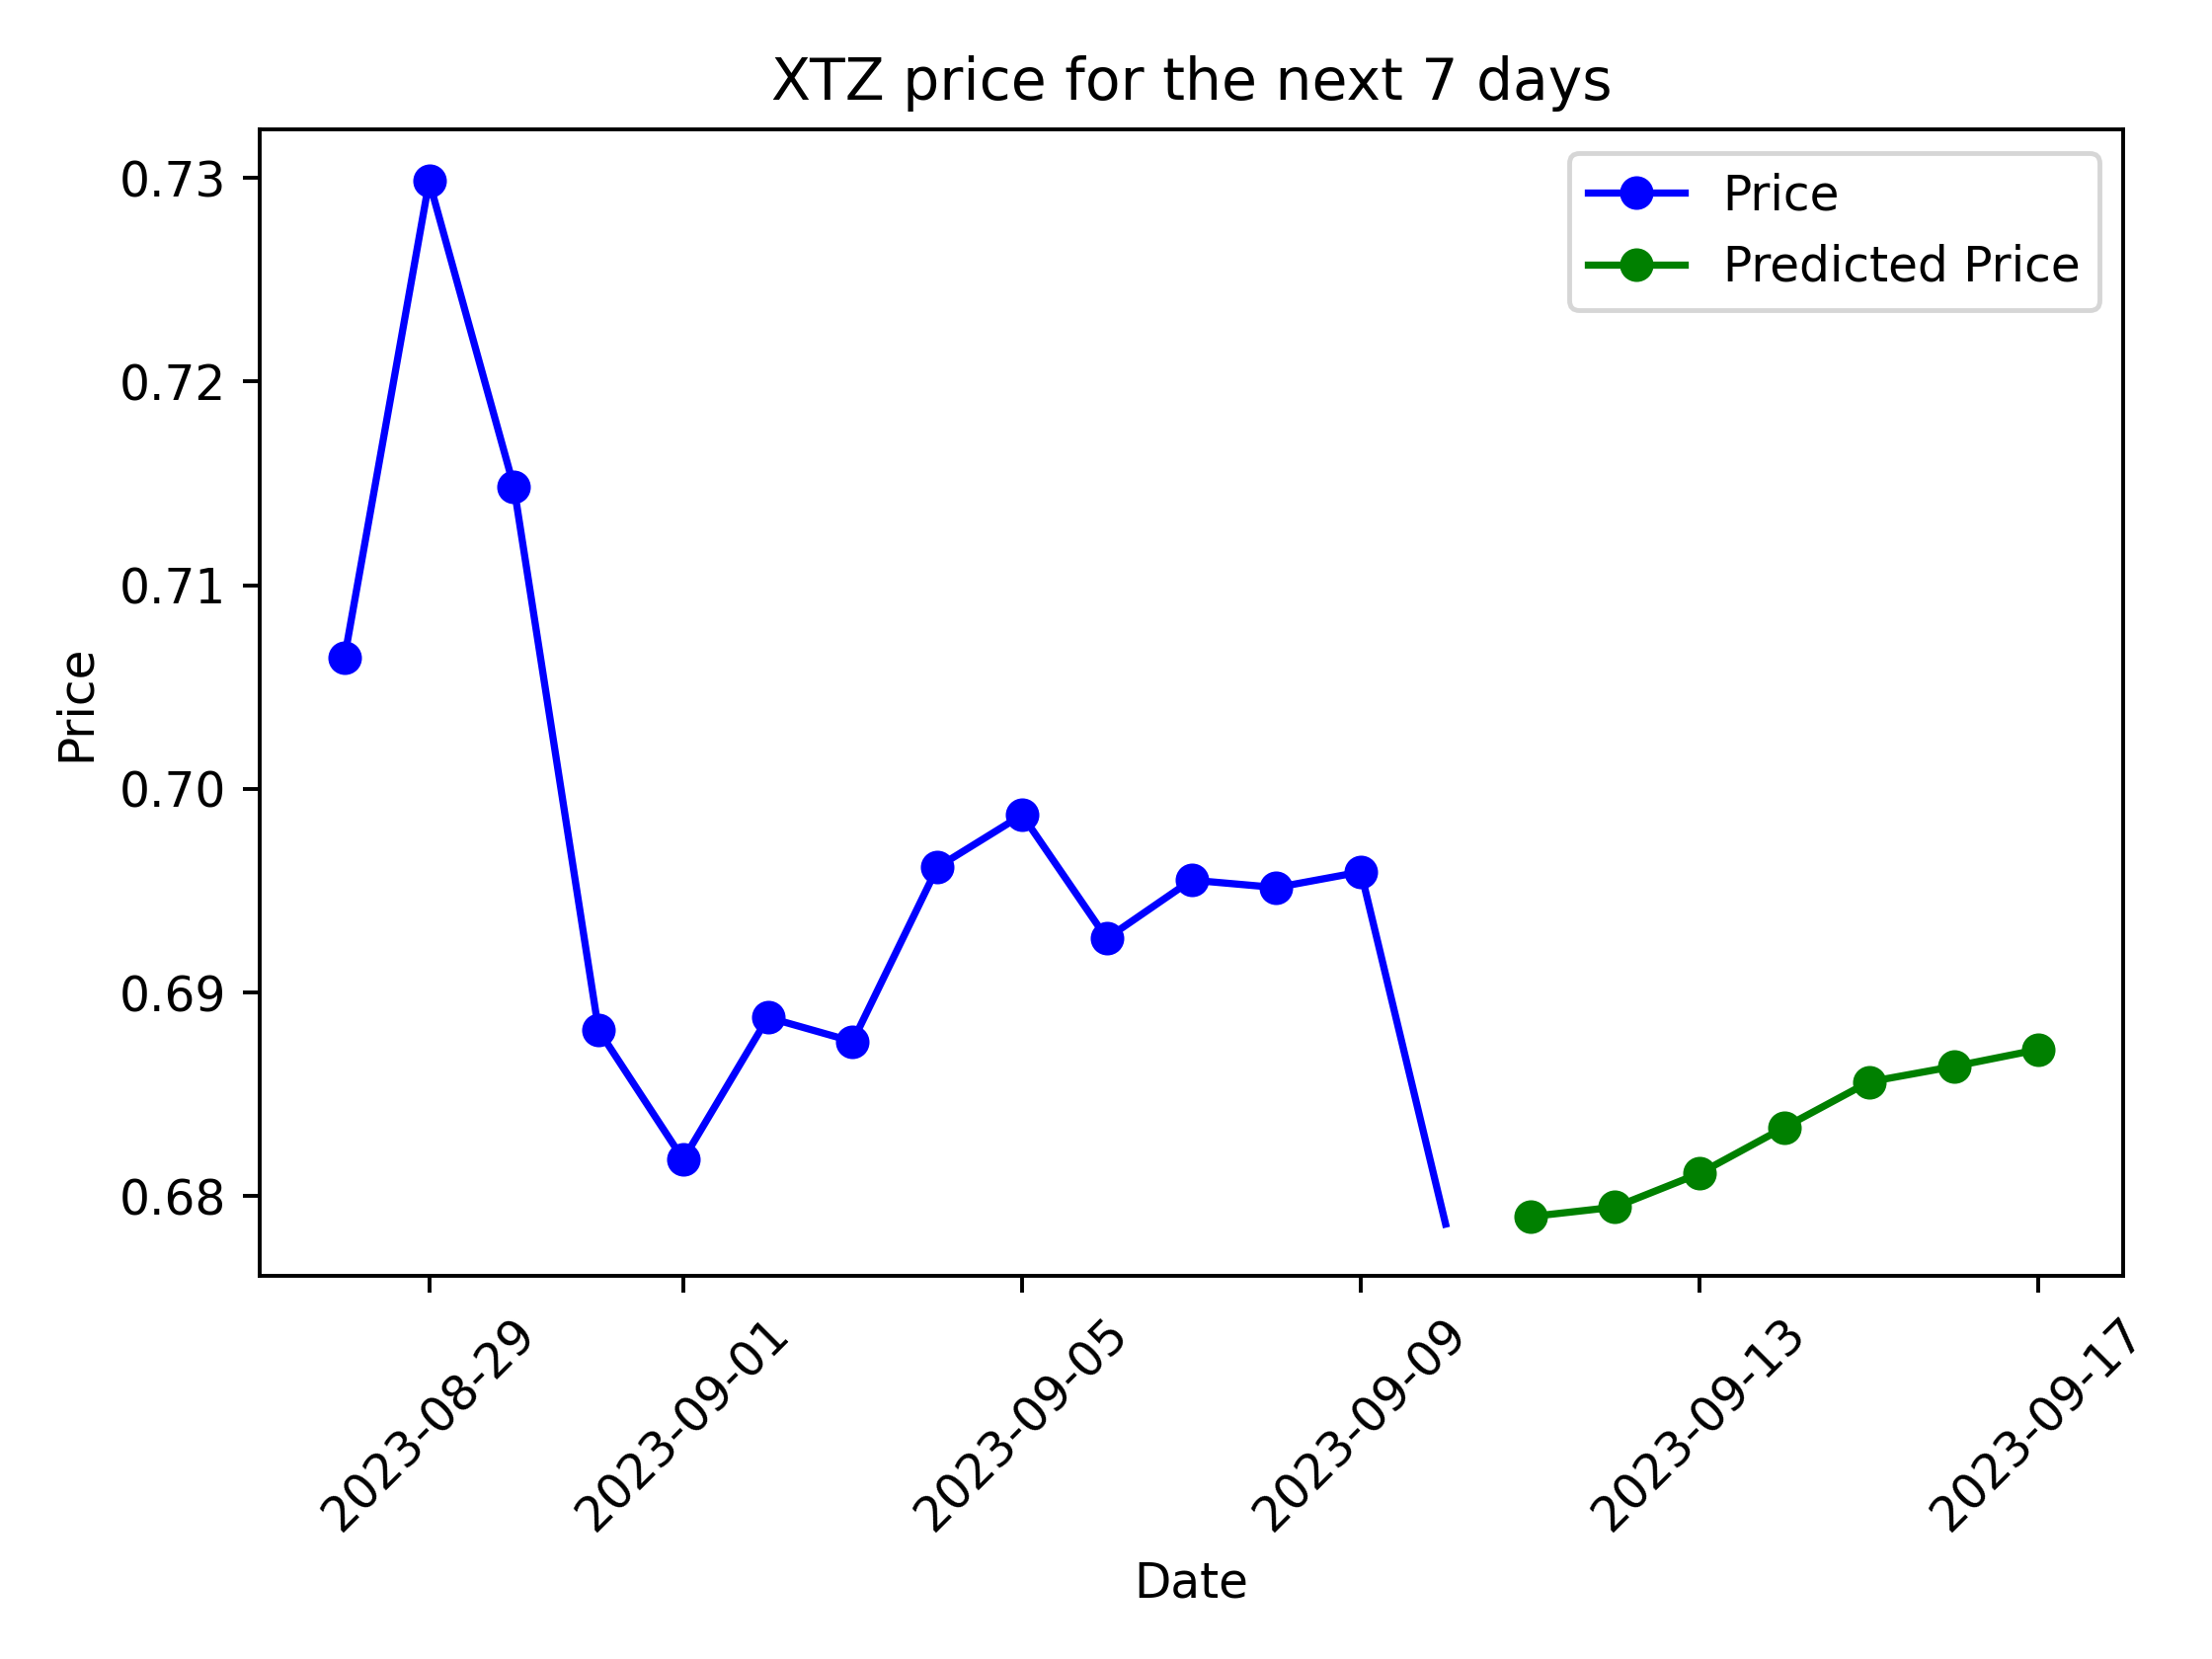 XTZ price for the next 7 days
Price
Predicted Price
0.73
0.72
0.71
0.70
0.69
0.68
Price
2023-08-29
2023-09-01
2023-09-05
2023-09-09
2023-09-13
2023-09-17
Date